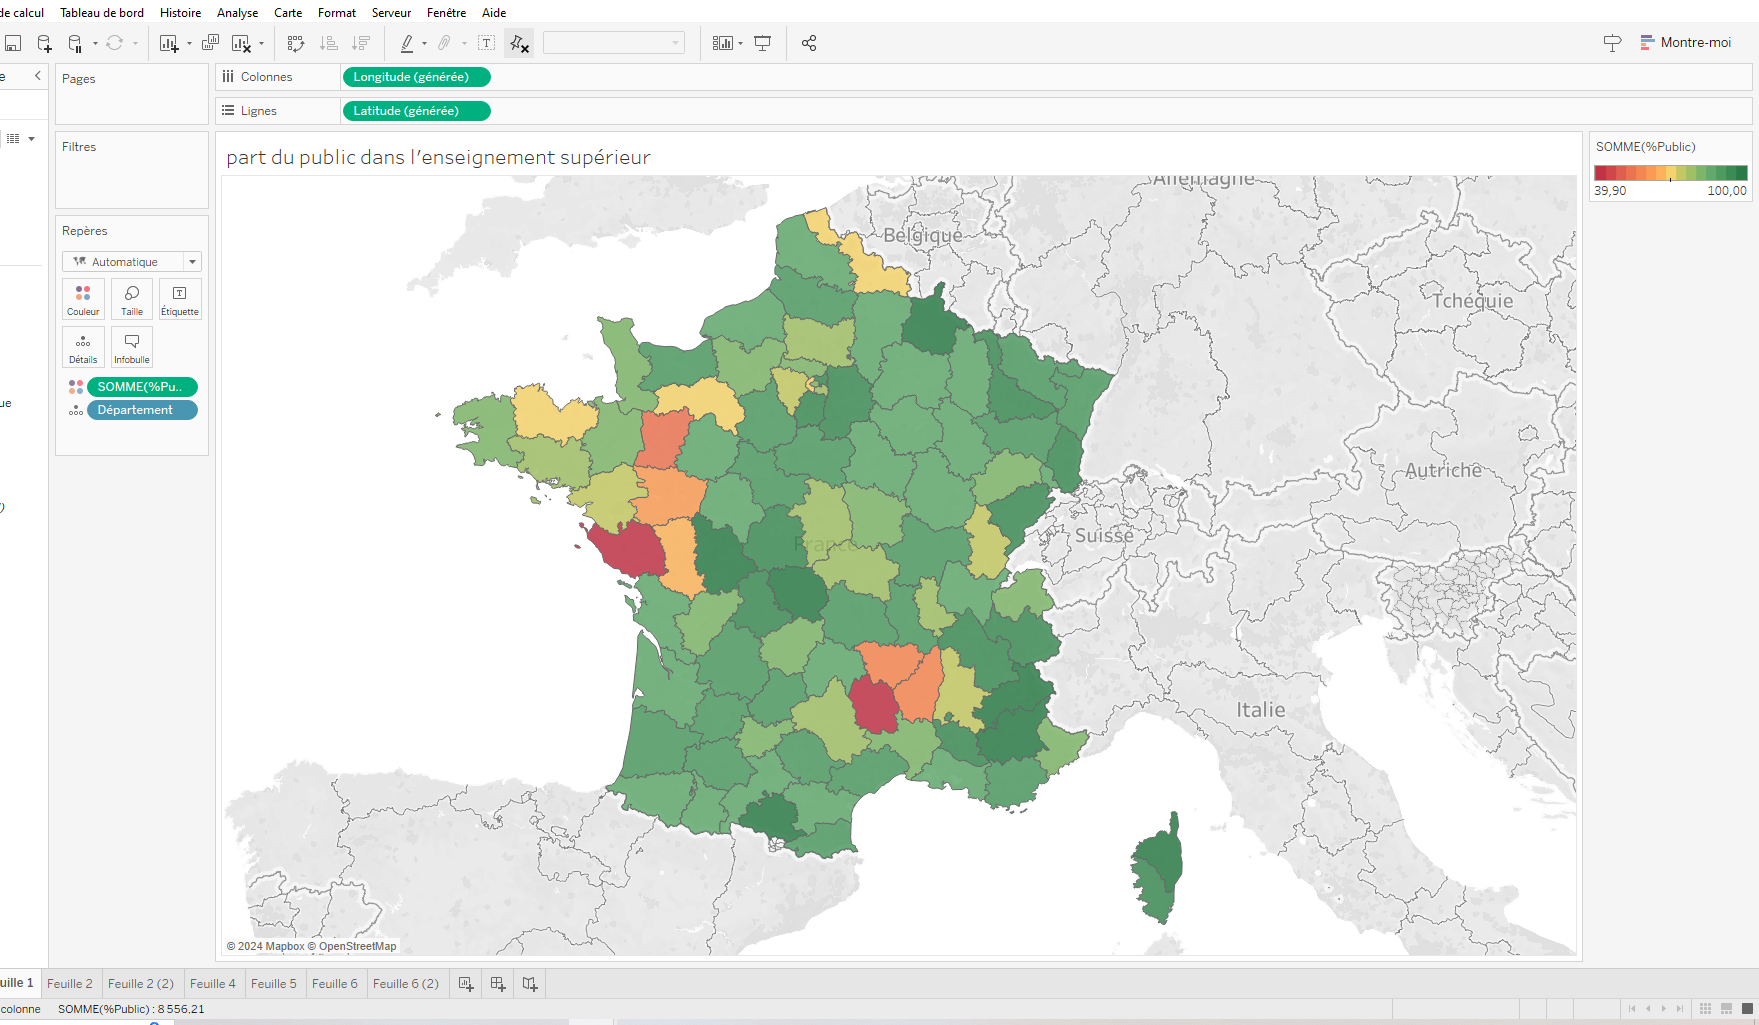 de calcul Tableau de bord Histoire Analyse Carte Format Serveur Fenêtre Aide
T
Montre-moi
e
Pages
Colonnes Longitude (générée)
Lignes Latitude (générée)
Filtres
part du public dans l'enseignement supérieur
SOMME(%Public)
39,90 100,00
Repères
Automatique
Couleur Taille Étiquette
Détails Infobulle
SOMME(%Pu..
Département
ue
)
Allemagne
Belgique
Tchéquie
Autriche
Suisse
France
Italie
© 2024 Mapbox © OpenStreetMap
uille 1 Feuille 2 Feuille 2 (2) Feuille 4 Feuille 5 Feuille 6 Feuille 6 (2)
colonne SOMME(%Public) : 8 556,21